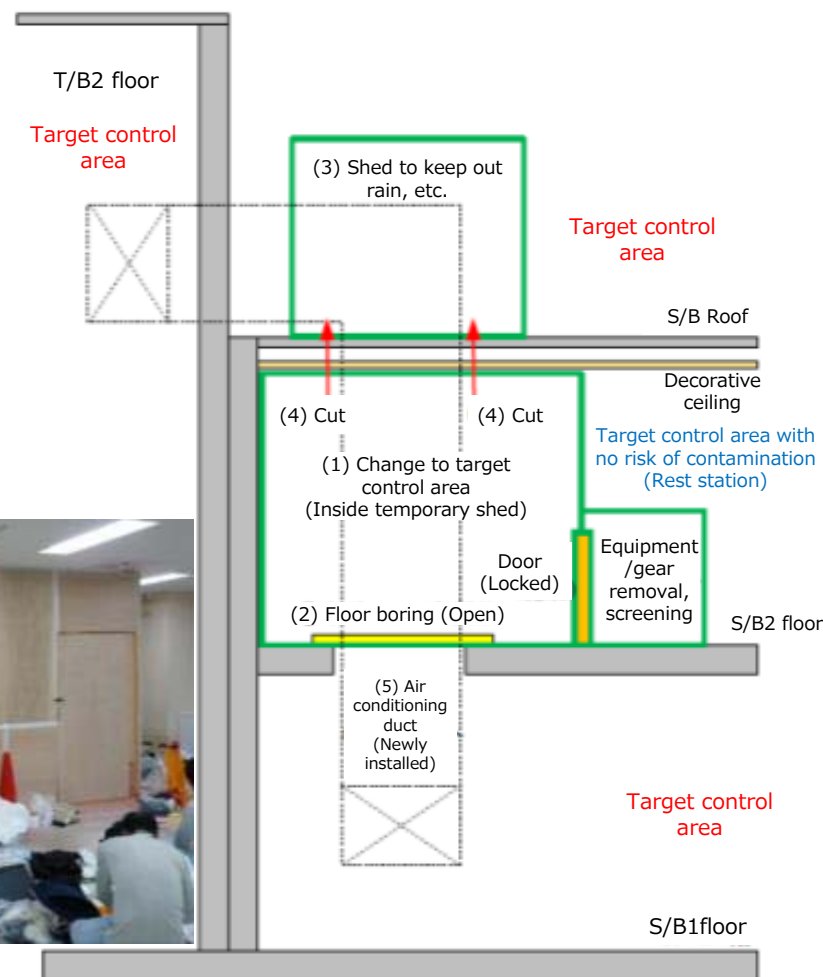 T/B2 floor
Target control
area
(3) Shed to keep out
rain, etc.
Target control
area
S/B Roof
Decorative
ceiling
(4) Cut
(4) Cut
Target control area with
no risk of contamination
(Rest station)
(1) Change to target
control area
(Inside temporary shed)
Door
(Locked)
Equipment
/gear
removal,
screening
(2) Floor boring (Open)
S/B2 floor
(5) Air
conditioning
duct
(Newly
installed)
Target control
area
S/B1floor